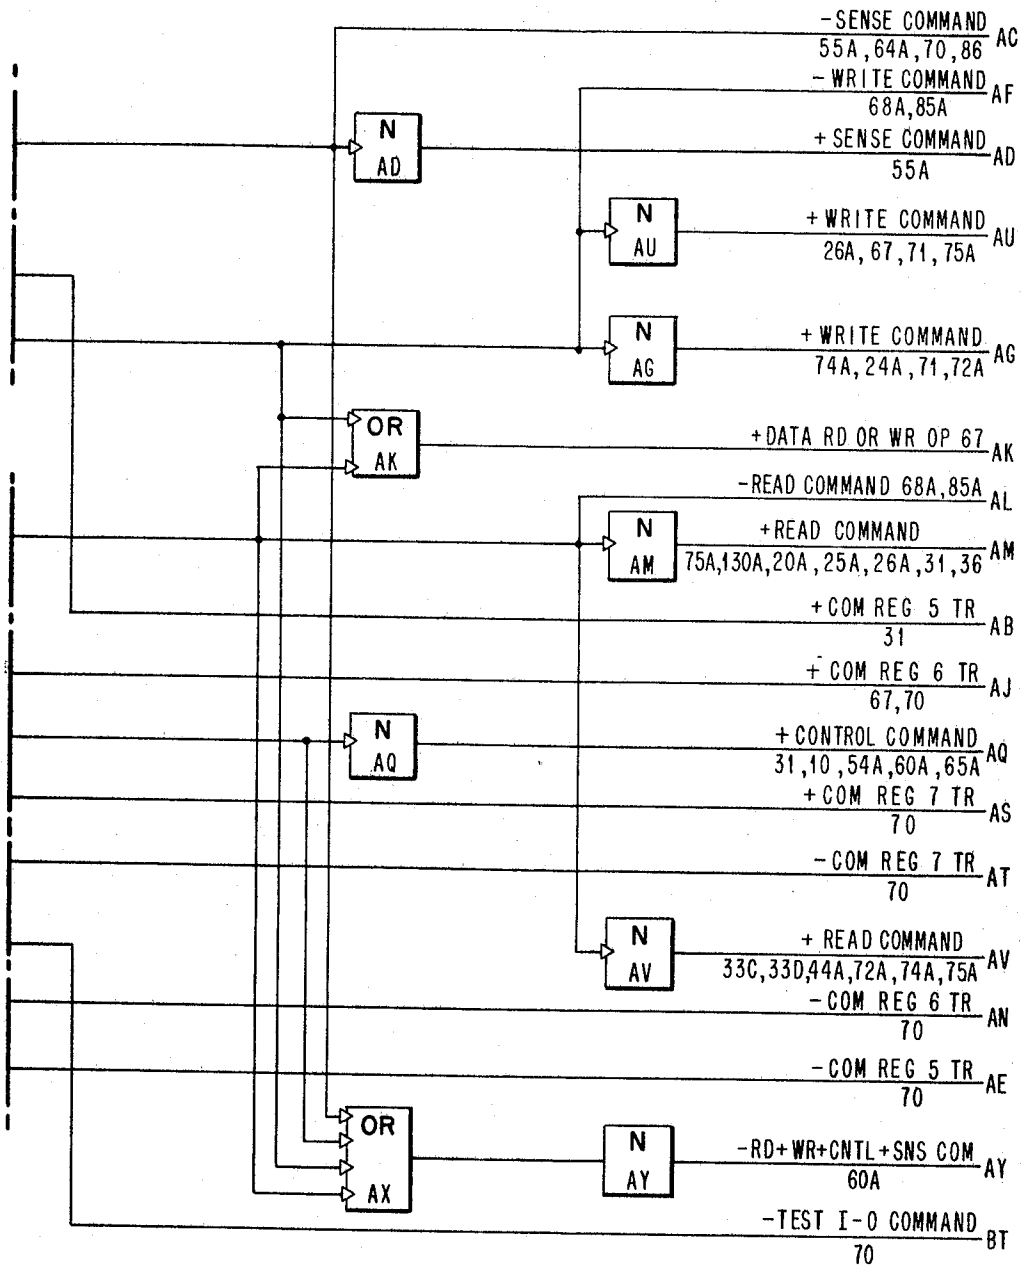 -SENSE COMMAND AC
55A,64A,70,86
- WRITE COMMAND AF
68A,85A
N
AD
+ SENSE COMMAND AD
55A
N
AU
+ WRITE COMMAND AU
26A, 67,71,75A
N
AG
+ WRITE COMMAND AG
74A,24A,71,72A
OR
AK
+DATA RD OR WR OP 67 AK
-READ COMMAND 68A,85A AL
N
AM
+READ COMMAND AM
75A,130A,20A,25A,26A,31,36
+COM REG 5 TR AB
31
+ COM REG 6 TR AJ
67,70
N
AQ
+ CONTROL COMMAND AQ
31,10,54A,60A,65A
+ COM REG 7 TR AS
70
-COM REG 7 TR AT
70
N
AV
+ READ COMMAND AV
33C,33D,44A,72A,74A,75A
-COM REG 6 TR AN
70
-COM REG 5 TR AE
70
OR
AX
N
AY
-RD+WR+CNTL+SNS COM AY
60A
-TEST I-O COMMAND BT
70